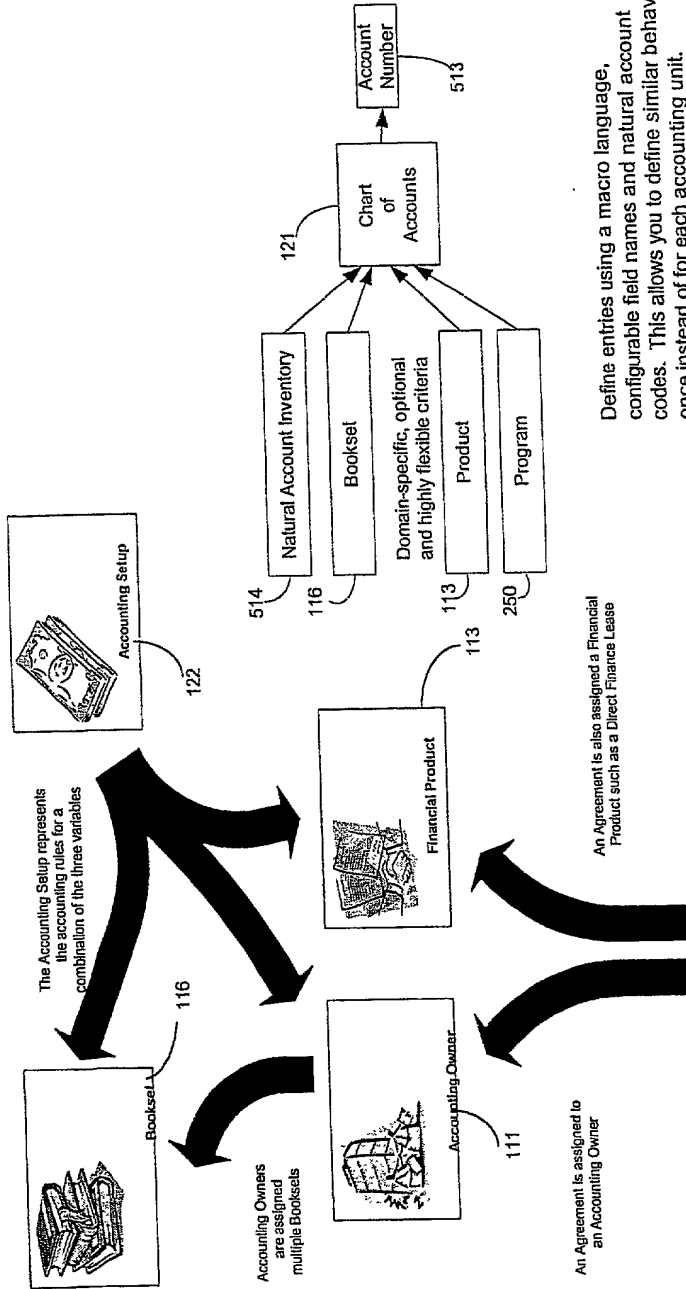 The Accounting Setup represents
the accounting rules for a
combination of the three variables
Accounting Setup
122
Bookset
116
Accounting Owners
are assigned
multiple Booksets
Accounting Owner
111
Financial Product
113
An Agreement is assigned to
an Accounting Owner
An Agreement is also assigned a Financial
Product such as a Direct Finance Lease
514
Natural Account Inventory
116
Bookset
Domain-specific, optional
and highly flexible criteria
113
Product
250
Program
121
Chart
of
Accounts
Account
Number
513
Define entries using a macro language,
configurable field names and natural account
codes. This allows you to define similar behav
once instead of for each accounting unit.